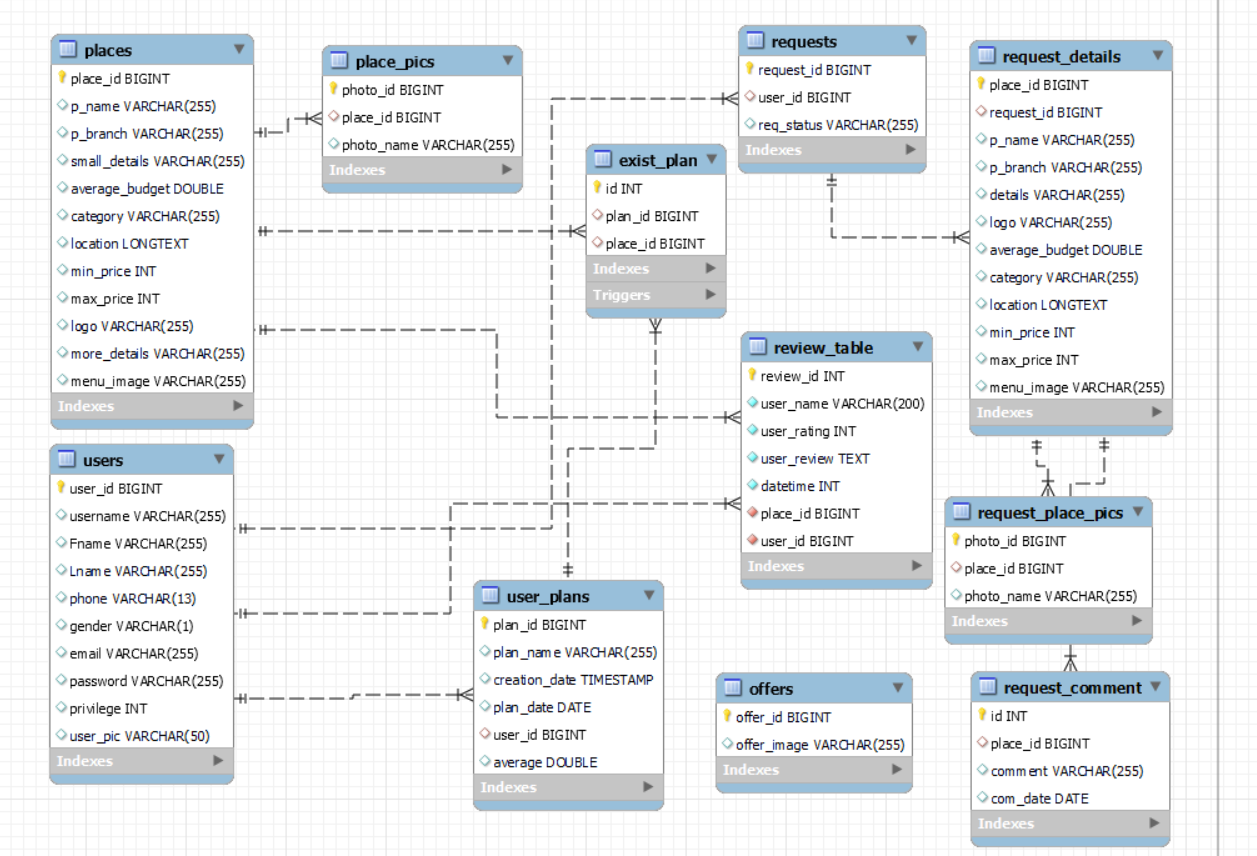 places
place_id BIGINT
p_name VARCHAR(255)
p_branch VARCHAR(255)
small_details VARCHAR(255)
average_budget DOUBLE
category VARCHAR(255)
location LONGTEXT
min_price INT
max_price INT
logo VARCHAR(255)
more_details VARCHAR(255)
menu_image VARCHAR(255)
Indexes
place_pics
photo_id BIGINT
place_id BIGINT
photo_name VARCHAR(255)
Indexes
requests
request_id BIGINT
user_id BIGINT
req_status VARCHAR(255)
Indexes
request_details
place_id BIGINT
request_id BIGINT
p_name VARCHAR(255)
p_branch VARCHAR(255)
details VARCHAR(255)
logo VARCHAR(255)
average_budget DOUBLE
category VARCHAR(255)
location LONGTEXT
min_price INT
max_price INT
menu_image VARCHAR(255)
Indexes
exist_plan
id INT
plan_id BIGINT
place_id BIGINT
Indexes
Triggers
review_table
review_id INT
user_name VARCHAR(200)
user_rating INT
user_review TEXT
datetime INT
place_id BIGINT
user_id BIGINT
Indexes
users
user_id BIGINT
username VARCHAR(255)
Fname VARCHAR(255)
Lname VARCHAR(255)
phone VARCHAR(13)
gender VARCHAR(1)
email VARCHAR(255)
password VARCHAR(255)
privilege INT
user_pic VARCHAR(50)
Indexes
user_plans
plan_id BIGINT
plan_name VARCHAR(255)
creation_date TIMESTAMP
plan_date DATE
user_id BIGINT
average DOUBLE
Indexes
request_place_pics
photo_id BIGINT
place_id BIGINT
photo_name VARCHAR(255)
Indexes
offers
offer_id BIGINT
offer_image VARCHAR(255)
Indexes
request_comment
id INT
place_id BIGINT
comment VARCHAR(255)
com_date DATE
Indexes